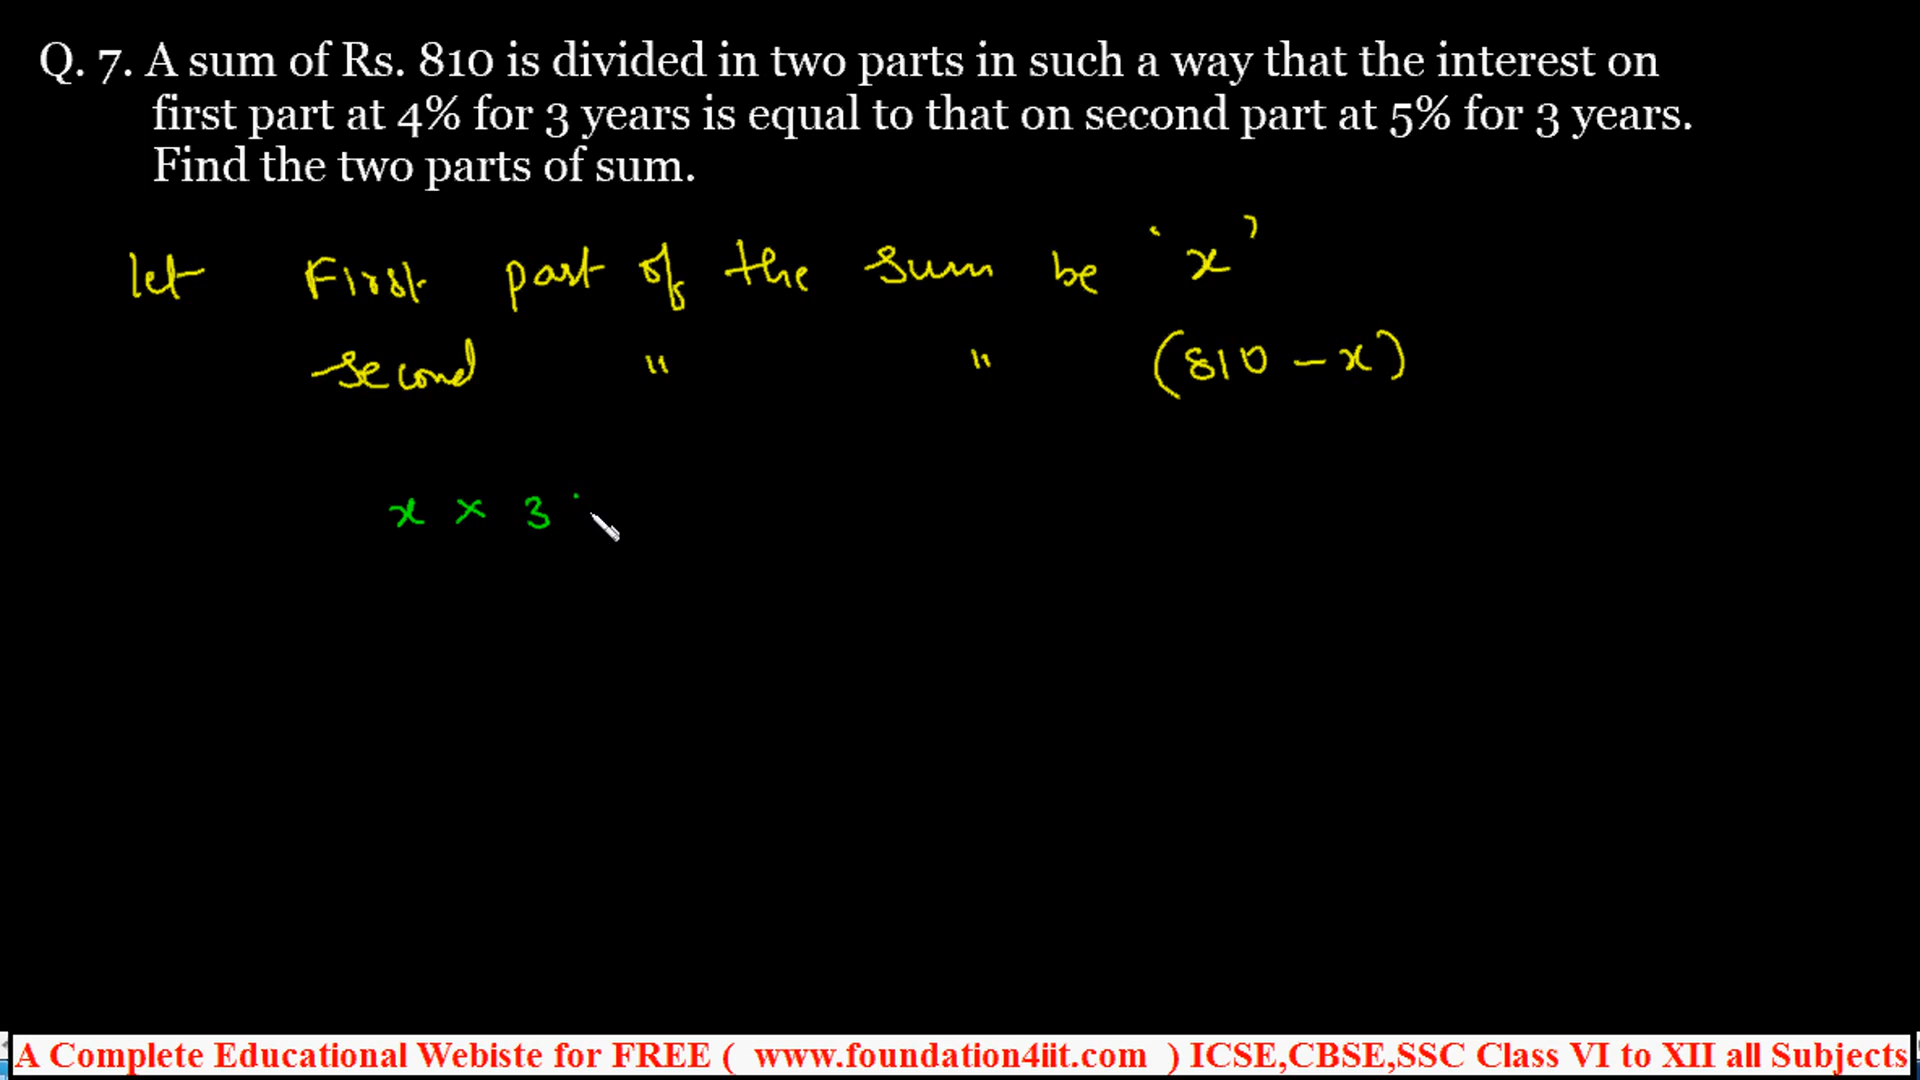 Q. 7. A sum of Rs. 810 is divided in two parts in such a way that the interest on
first part at 4% for 3 years is equal to that on second part at 5% for 3 years.
Find the two parts of sum.
let First part of the sum be ‘x’
Second " " (810 – x)
x × 3
A Complete Educational Webiste for FREE ( www.foundation4iit.com ) ICSE,CBSE,SSC Class VI to XII all Subjects